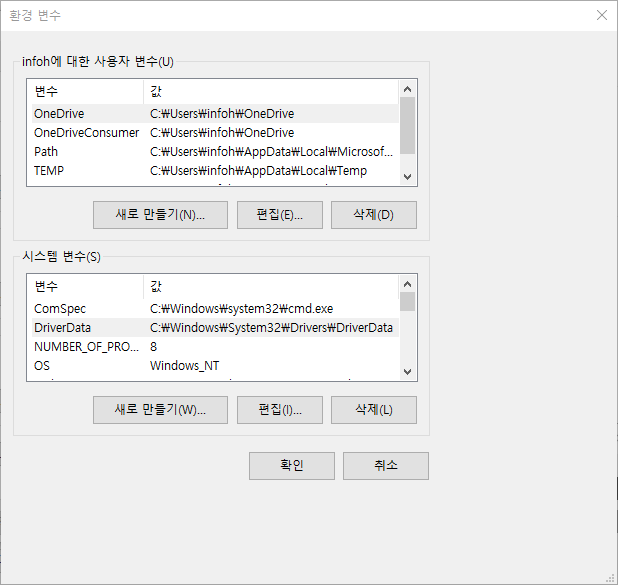 환경 변수
infoh에 대한 사용자 변수(U)
변수 값
OneDrive C:₩Users₩infoh₩OneDrive
OneDriveConsumer C:₩Users₩infoh₩OneDrive
Path C:₩Users₩infoh₩AppData₩Local₩Microsof...
TEMP C:₩Users₩infoh₩AppData₩Local₩Temp
새로 만들기(N)... 편집(E)... 삭제(D)
시스템 변수(S)
변수 값
ComSpec C:₩Windows₩system32₩cmd.exe
DriverData C:₩Windows₩System32₩Drivers₩DriverData
NUMBER_OF_PRO... 8
OS Windows_NT
새로 만들기(W)... 편집(I)... 삭제(L)
확인 취소